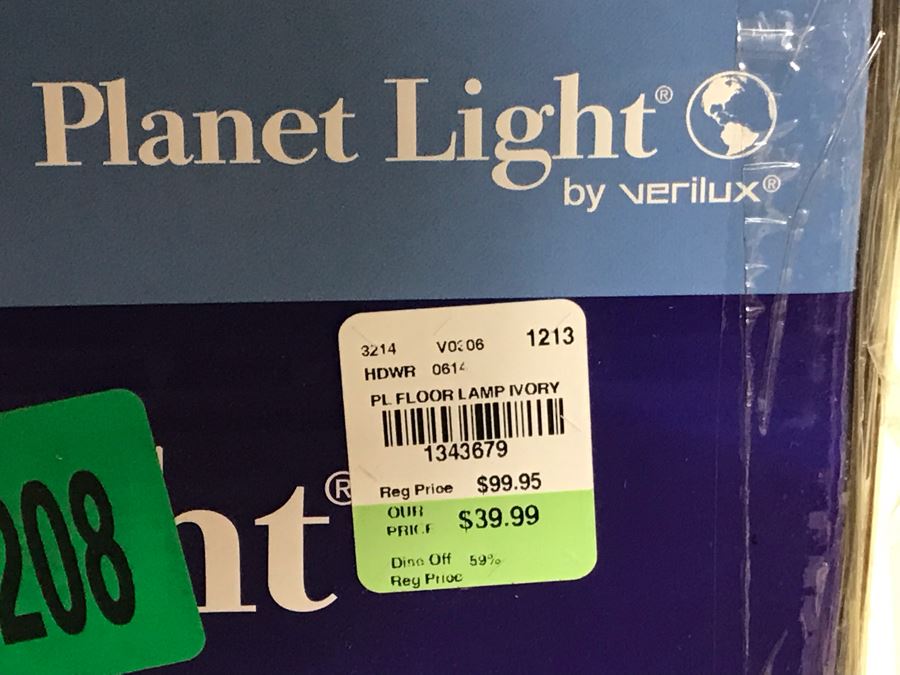 Planet Light®
by verilux®
3214 V0306 1213
HDWR 0614
PL FLOOR LAMP IVORY
1343679
Reg Price $99.95
OUR
PRICE $39.99
Disc Off 59%
Reg Price
ht®
208